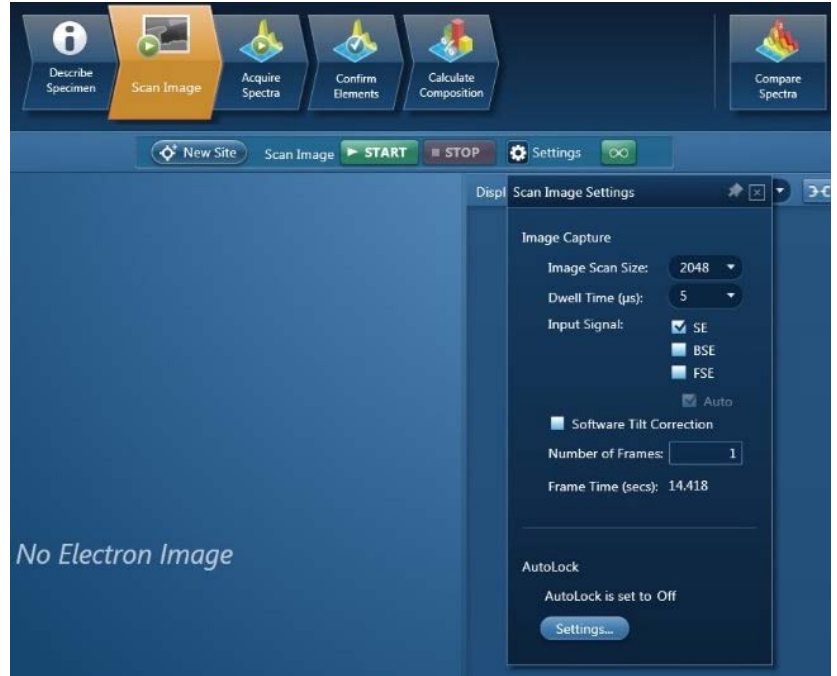 Describe
Specimen
Scan Image
Acquire
Spectra
Confirm
Elements
Calculate
Composition
Compare
Spectra
New Site
Scan Image
START
STOP
Settings
Displ
Scan Image Settings
Image Capture
Image Scan Size: 2048
Dwell Time (µs): 5
Input Signal: SE
BSE
FSE
Auto
Software Tilt Correction
Number of Frames: 1
Frame Time (secs): 14.418
No Electron Image
AutoLock
AutoLock is set to Off
Settings...